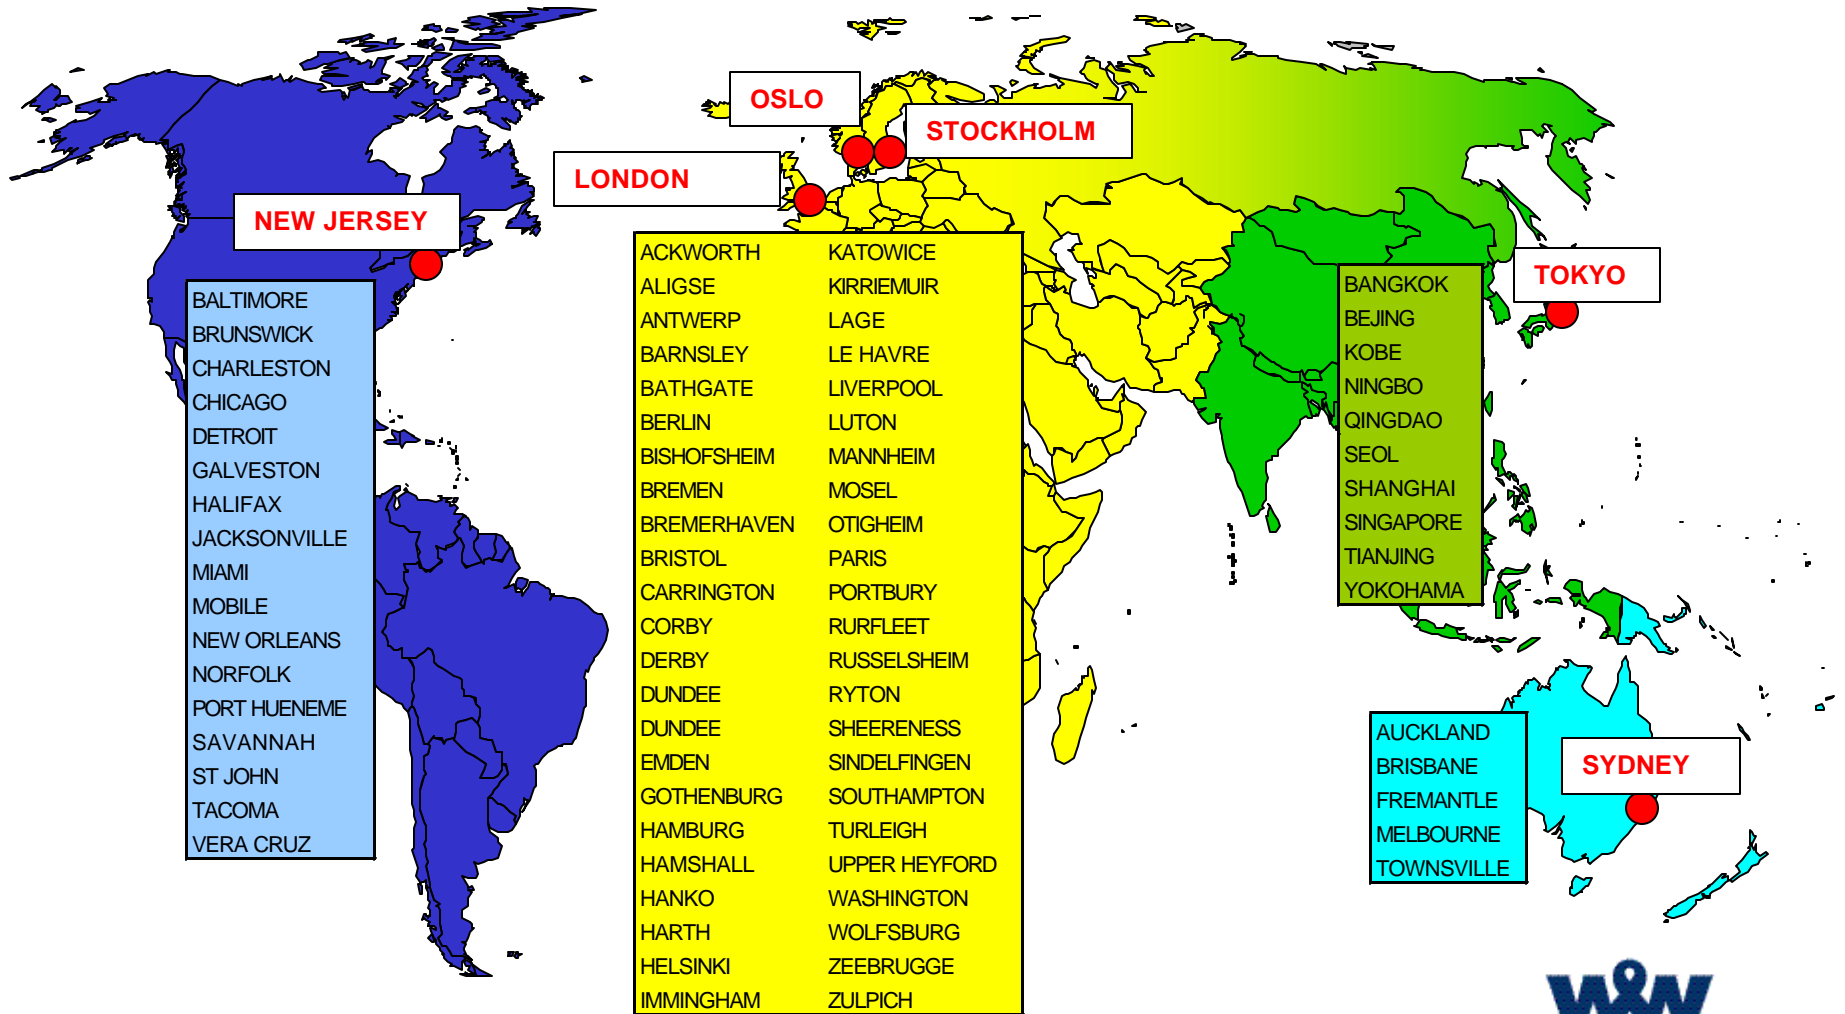 OSLO
STOCKHOLM
LONDON
NEW JERSEY
TOKYO
SYDNEY
BALTIMORE
BRUNSWICK
CHARLESTON
CHICAGO
DETROIT
GALVESTON
HALIFAX
JACKSONVILLE
MIAMI
MOBILE
NEW ORLEANS
NORFOLK
PORT HUENEME
SAVANNAH
ST JOHN
TACOMA
VERA CRUZ
ACKWORTH
ALIGSE
ANTWERP
BARNSLEY
BATHGATE
BERLIN
BISHOFSHEIM
BREMEN
BREMERHAVEN
BRISTOL
CARRINGTON
CORBY
DERBY
DUNDEE
DUNDEE
EMDEN
GOTHENBURG
HAMBURG
HAMSHALL
HANKO
HARTH
HELSINKI
IMMINGHAM
KATOWICE
KIRRIEMUIR
LAGE
LE HAVRE
LIVERPOOL
LUTON
MANNHEIM
MOSEL
OTIGHEIM
PARIS
PORTBURY
RURFLEET
RUSSELSHEIM
RYTON
SHEERENESS
SINDELFINGEN
SOUTHAMPTON
TURLEIGH
UPPER HEYFORD
WASHINGTON
WOLFSBURG
ZEEBRUGGE
ZULPICH
BANGKOK
BEJING
KOBE
NINGBO
QINGDAO
SEOL
SHANGHAI
SINGAPORE
TIANJING
YOKOHAMA
AUCKLAND
BRISBANE
FREMANTLE
MELBOURNE
TOWNSVILLE
W&W